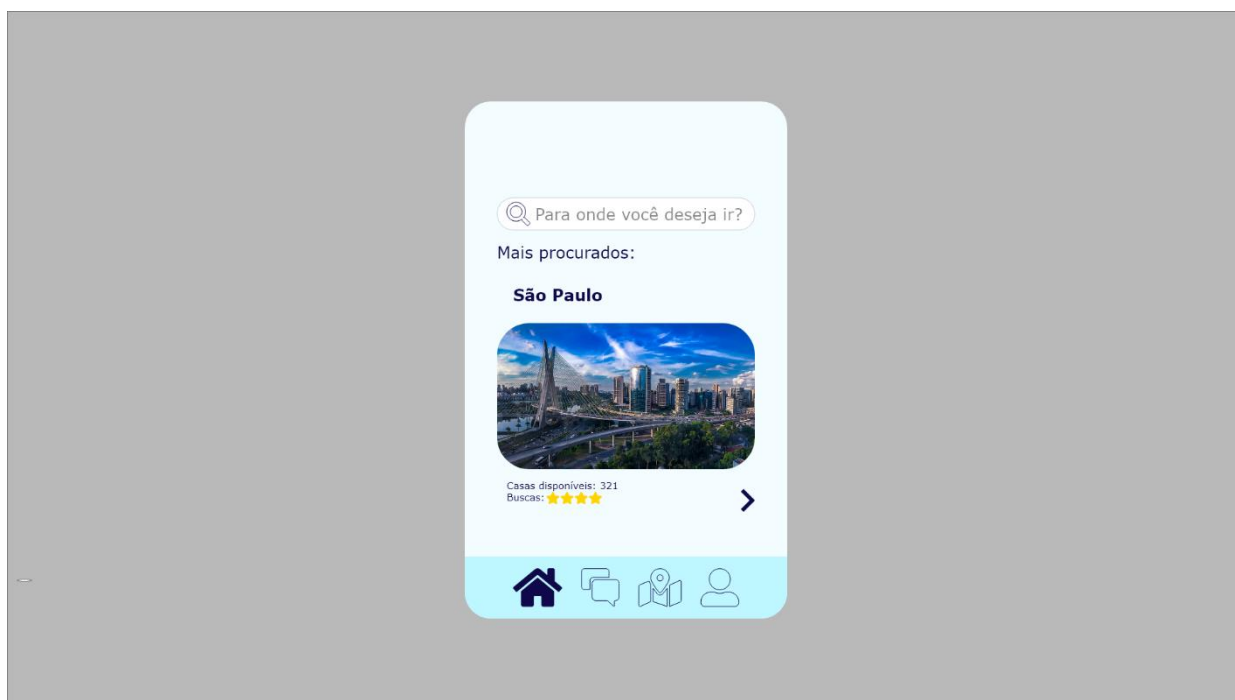 Para onde você deseja ir?
Mais procurados:
São Paulo
Casas disponíveis: 321
Buscas: